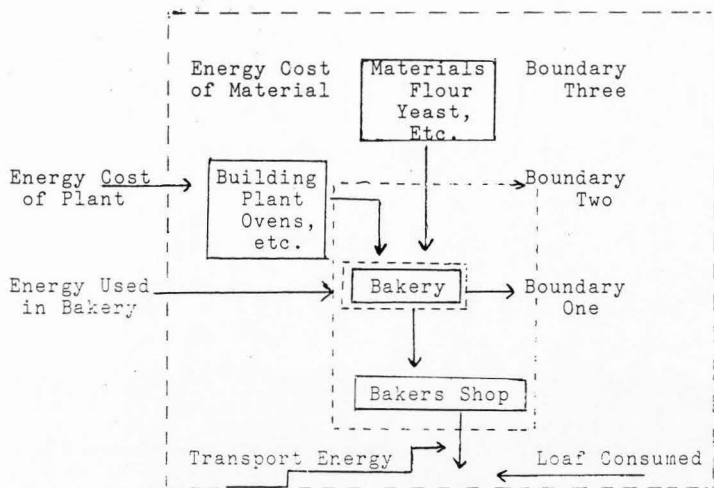 Energy Cost
of Material
Materials
Flour
Yeast,
Etc.
Boundary
Three
Energy Cost
of Plant
Building
Plant
Ovens,
etc.
Boundary
Two
Energy Used
in Bakery
Bakery
Boundary
One
Bakers Shop
Transport Energy
Loaf Consumed